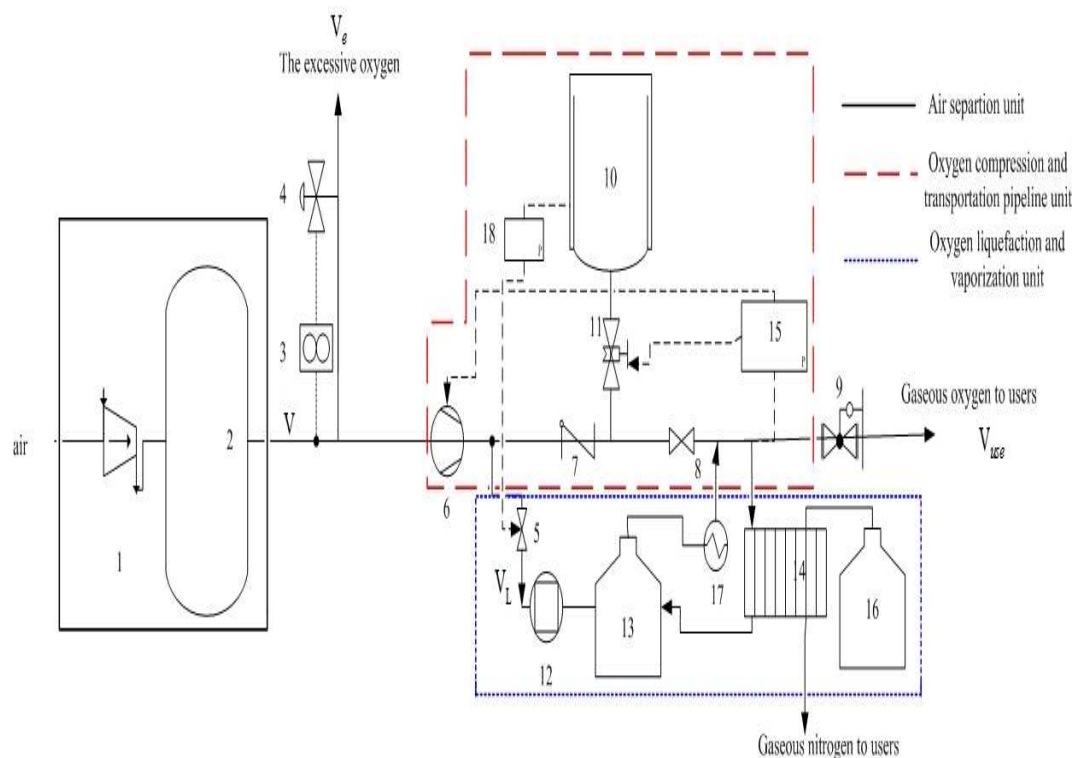 Ve
The excessive oxygen
Air separtion unit
Oxygen compression and
transportation pipeline unit
Oxygen liquefaction and
vaporization unit
4
10
18
P
3
11
15
P
9
Gaseous oxygen to users
Vuse
air
V
2
7
8
6
5
1
VL
12
13
17
14
16
Gaseous nitrogen to users